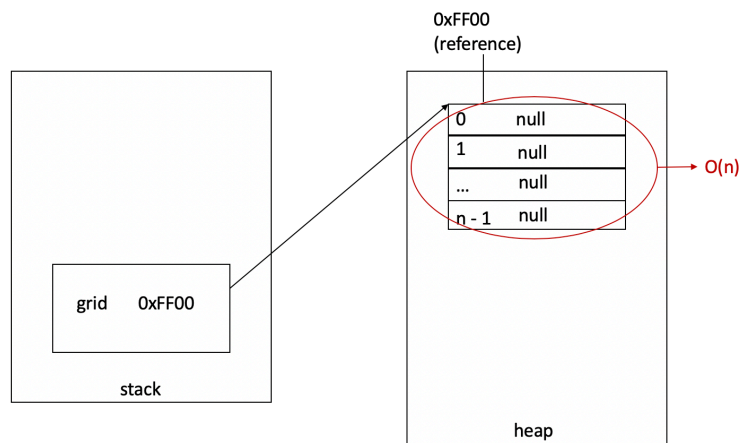 0xFF00
(reference)
0 null
1 null
... null
n - 1 null
O(n)
grid 0xFF00
stack
heap